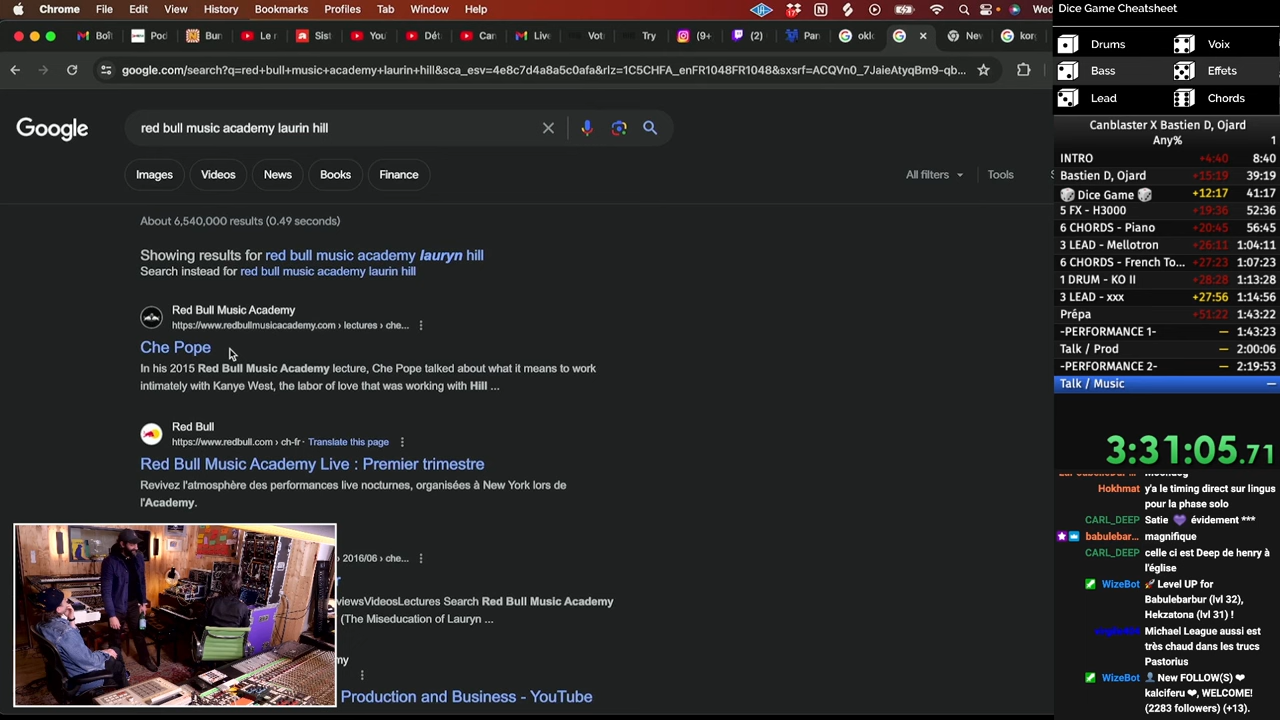 Chrome File Edit View History Bookmarks Profiles Tab Window Help Wed
Dice Game Cheatsheet
Drums Voix
Bass Effets
Lead Chords
google.com/search?q=red+bull+music+academy+laurin+hill&sca_esv=4e8c7d4a8a5c0afa&rlz=1C5CHFA_enFR1048FR1048&sxsrf=ACQVn0_7JaieAtyqBm9-qb...
Google
red bull music academy laurin hill
Images Videos News Books Finance All filters Tools
About 6,540,000 results (0.49 seconds)
Showing results for red bull music academy lauryn hill
Search instead for red bull music academy laurin hill
Red Bull Music Academy
https://www.redbullmusicacademy.com › lectures › che...
Che Pope
In his 2015 Red Bull Music Academy lecture, Che Pope talked about what it means to work
intimately with Kanye West, the labor of love that was working with Hill ...
Red Bull
https://www.redbull.com › ch-fr · Translate this page
Red Bull Music Academy Live : Premier trimestre
Revivez l'atmosphère des performances live nocturnes, organisées à New York lors de
l'Academy.
2016/06 › che...
viewsVideosLectures Search Red Bull Music Academy
(The Miseducation of Lauryn ...
Production and Business - YouTube
Canblaster X Bastien D, Ojard
Any% 1
INTRO +4:40 8:40
Bastien D, Ojard +15:19 39:19
Dice Game +12:17 41:17
5 FX - H3000 +19:36 52:36
6 CHORDS - Piano +20:45 56:45
3 LEAD - Mellotron +26:11 1:04:11
6 CHORDS - French To... +27:23 1:07:23
1 DRUM - KO II +28:28 1:13:28
3 LEAD - xxx +27:56 1:14:56
Prépa +51:22 1:43:22
-PERFORMANCE 1- — 1:43:23
Talk / Prod — 2:00:06
-PERFORMANCE 2- — 2:19:53
Talk / Music —
3:31:05.71
Hokhmat y'a le timing direct sur lingus
pour la phase solo
CARL_DEEP Satie 💜 évidement ***
babulebar... magnifique
CARL_DEEP celle ci est Deep de henry à
l'église
WizeBot 🚀 Level UP for
Babulebarbur (lvl 32),
Hekzatona (lvl 31) !
Michael League aussi est
très chaud dans les trucs
Pastorius
WizeBot 👤 New FOLLOW(S) ❤
kalciferu ❤, WELCOME!
(2283 followers) (+13).